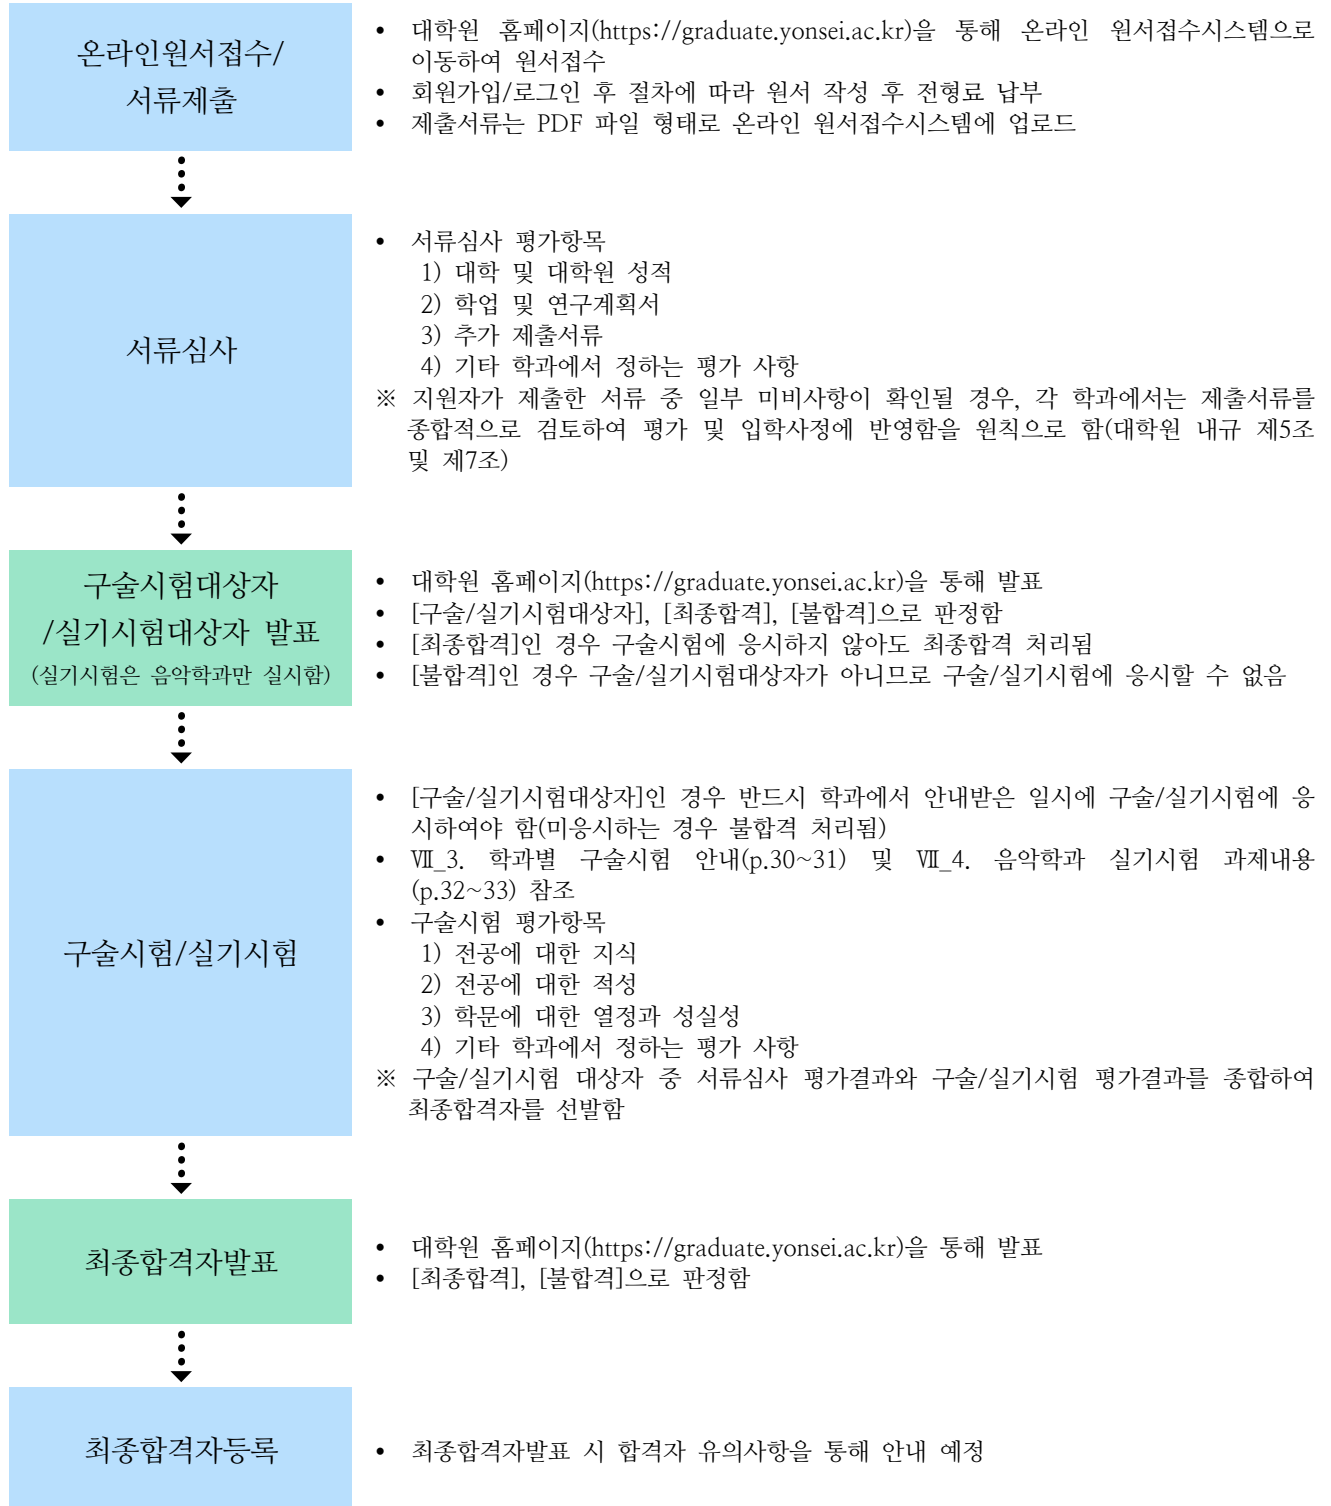 온라인원서접수/
서류제출
• 대학원 홈페이지(https://graduate.yonsei.ac.kr)을 통해 온라인 원서접수시스템으로
이동하여 원서접수
• 회원가입/로그인 후 절차에 따라 원서 작성 후 전형료 납부
• 제출서류는 PDF 파일 형태로 온라인 원서접수시스템에 업로드
서류심사
• 서류심사 평가항목
1) 대학 및 대학원 성적
2) 학업 및 연구계획서
3) 추가 제출서류
4) 기타 학과에서 정하는 평가 사항
※ 지원자가 제출한 서류 중 일부 미비사항이 확인될 경우, 각 학과에서는 제출서류를
종합적으로 검토하여 평가 및 입학사정에 반영함을 원칙으로 함(대학원 내규 제5조
및 제7조)
구술시험대상자
/실기시험대상자 발표
(실기시험은 음악학과만 실시함)
• 대학원 홈페이지(https://graduate.yonsei.ac.kr)을 통해 발표
• [구술/실기시험대상자], [최종합격], [불합격]으로 판정함
• [최종합격]인 경우 구술시험에 응시하지 않아도 최종합격 처리됨
• [불합격]인 경우 구술/실기시험대상자가 아니므로 구술/실기시험에 응시할 수 없음
구술시험/실기시험
• [구술/실기시험대상자]인 경우 반드시 학과에서 안내받은 일시에 구술/실기시험에 응
시하여야 함(미응시하는 경우 불합격 처리됨)
• Ⅶ_3. 학과별 구술시험 안내(p.30~31) 및 Ⅶ_4. 음악학과 실기시험 과제내용
(p.32~33) 참조
• 구술시험 평가항목
1) 전공에 대한 지식
2) 전공에 대한 적성
3) 학문에 대한 열정과 성실성
4) 기타 학과에서 정하는 평가 사항
※ 구술/실기시험 대상자 중 서류심사 평가결과와 구술/실기시험 평가결과를 종합하여
최종합격자를 선발함
최종합격자발표
• 대학원 홈페이지(https://graduate.yonsei.ac.kr)을 통해 발표
• [최종합격], [불합격]으로 판정함
최종합격자등록
• 최종합격자발표 시 합격자 유의사항을 통해 안내 예정